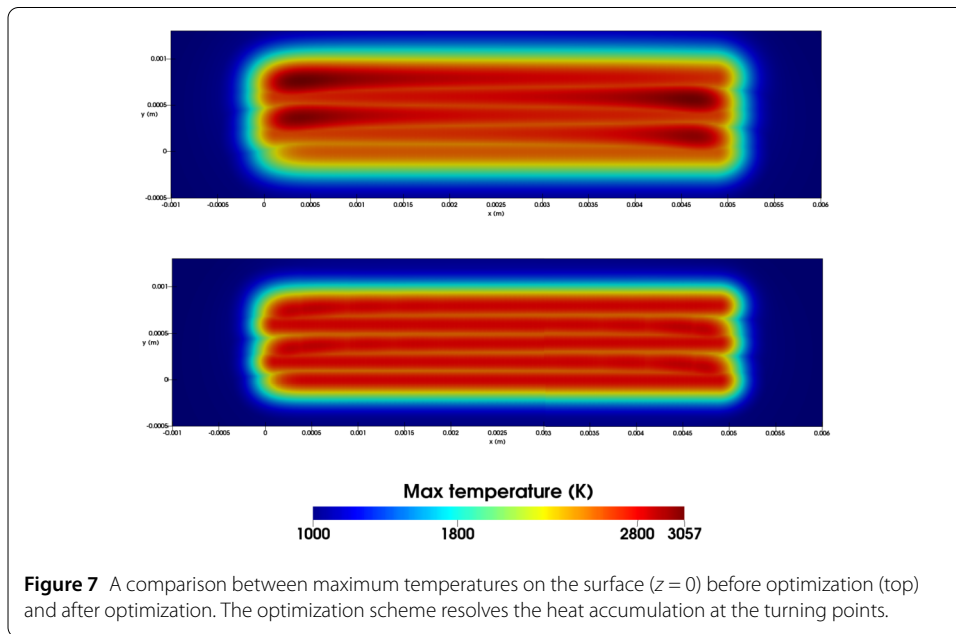 0.001
0.0005
y (m)
0
-0.0005
-0.001 -0.0005 0 0.0005 0.001 0.0015 0.002 0.0025 0.003 0.0035 0.004 0.0045 0.005 0.0055 0.006
x (m)
0.001
0.0005
y (m)
0
-0.0005
-0.001 -0.0005 0 0.0005 0.001 0.0015 0.002 0.0025 0.003 0.0035 0.004 0.0045 0.005 0.0055 0.006
x (m)
Max temperature (K)
1000 1800 2800 3057
Figure 7 A comparison between maximum temperatures on the surface (z = 0) before optimization (top)
and after optimization. The optimization scheme resolves the heat accumulation at the turning points.